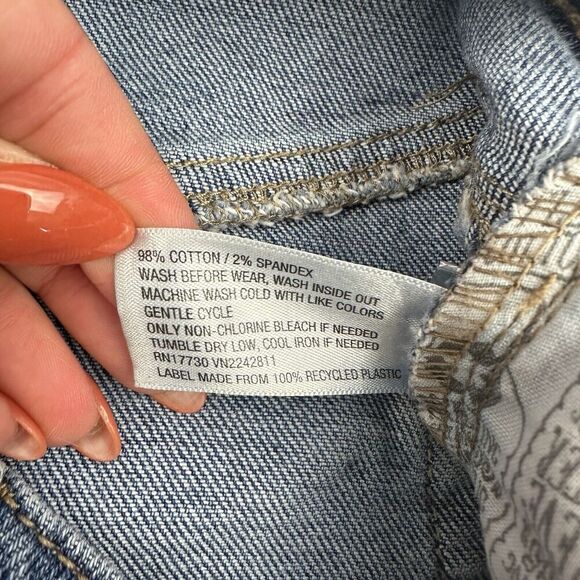 98% COTTON / 2% SPANDEX
WASH BEFORE WEAR, WASH INSIDE OUT
MACHINE WASH COLD WITH LIKE COLORS
GENTLE CYCLE
ONLY NON-CHLORINE BLEACH IF NEEDED
TUMBLE DRY LOW, COOL IRON IF NEEDED
RN17730 VN2242811
LABEL MADE FROM 100% RECYCLED PLASTIC